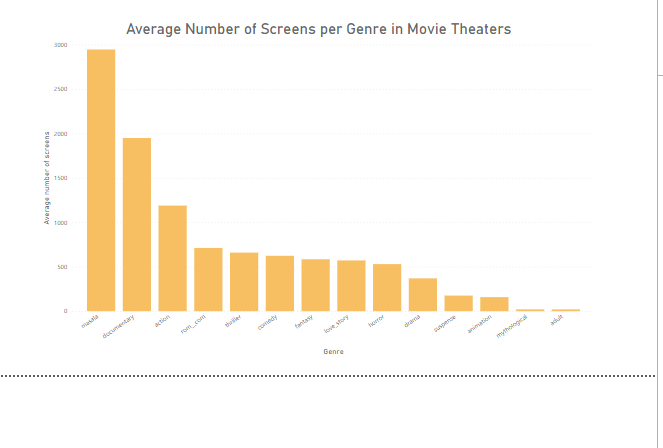 Average Number of Screens per Genre in Movie Theaters
3000
2500
2000
1500
1000
500
0
Average number of screens
masala
documentary
action
rom_com
thriller
comedy
fantasy
love_story
horror
drama
suspense
animation
mythological
adult
Genre